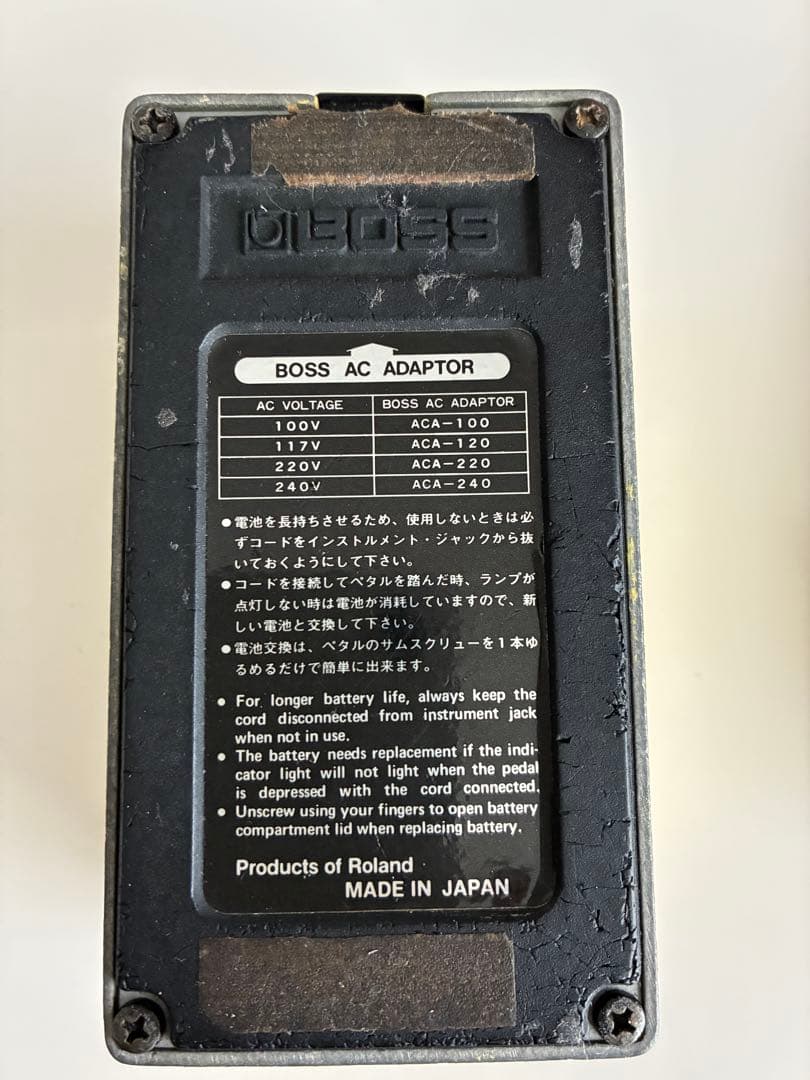 BOSS
BOSS AC ADAPTOR
AC VOLTAGE BOSS AC ADAPTOR
100V ACA-100
117V ACA-120
220V ACA-220
240V ACA-240
●電池を長持ちさせるため、使用しないときは必
ずコードをインストルメント・ジャックから抜
いておくようにして下さい。
●コードを接続してペタルを踏んだ時、ランプが
点灯しない時は電池が消耗していますので、新
しい電池と交換して下さい。
●電池交換は、ペタルのサムスクリューを1本ゆ
るめるだけで簡単に出来ます。
● For longer battery life, always keep the
cord disconnected from instrument jack
when not in use.
● The battery needs replacement if the indi-
cator light will not light when the pedal
is depressed with the cord connected.
● Unscrew using your fingers to open battery
compartment lid when replacing battery.
Products of Roland
MADE IN JAPAN